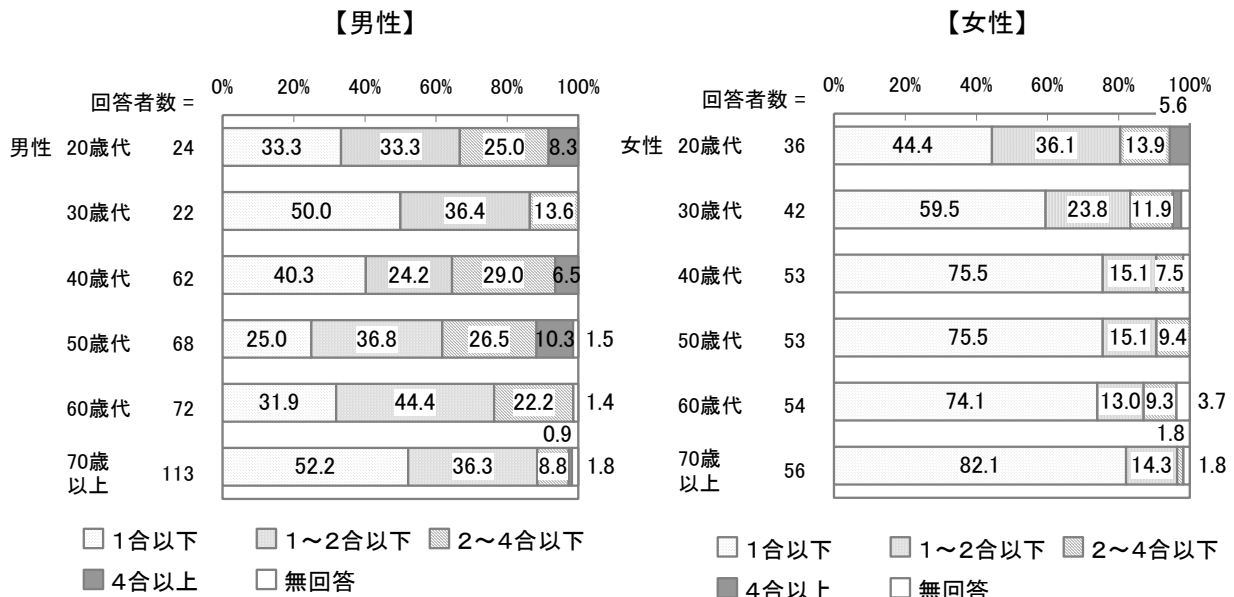 【男性】
0% 20% 40% 60% 80% 100%
回答者数 =
男性 20歳代 24 33.3 33.3 25.0 8.3
30歳代 22 50.0 36.4 13.6
40歳代 62 40.3 24.2 29.0 6.5
50歳代 68 25.0 36.8 26.5 10.3 1.5
60歳代 72 31.9 44.4 22.2 1.4
0.9
70歳
以上 113 52.2 36.3 8.8 1.8
1合以下 1～2合以下 2～4合以下
4合以上 無回答
【女性】
0% 20% 40% 60% 80% 100%
回答者数 =
5.6
女性 20歳代 36 44.4 36.1 13.9
30歳代 42 59.5 23.8 11.9
40歳代 53 75.5 15.1 7.5
50歳代 53 75.5 15.1 9.4
60歳代 54 74.1 13.0 9.3 3.7
1.8
70歳
以上 56 82.1 14.3 1.8
1合以下 1～2合以下 2～4合以下
4合以上 無回答